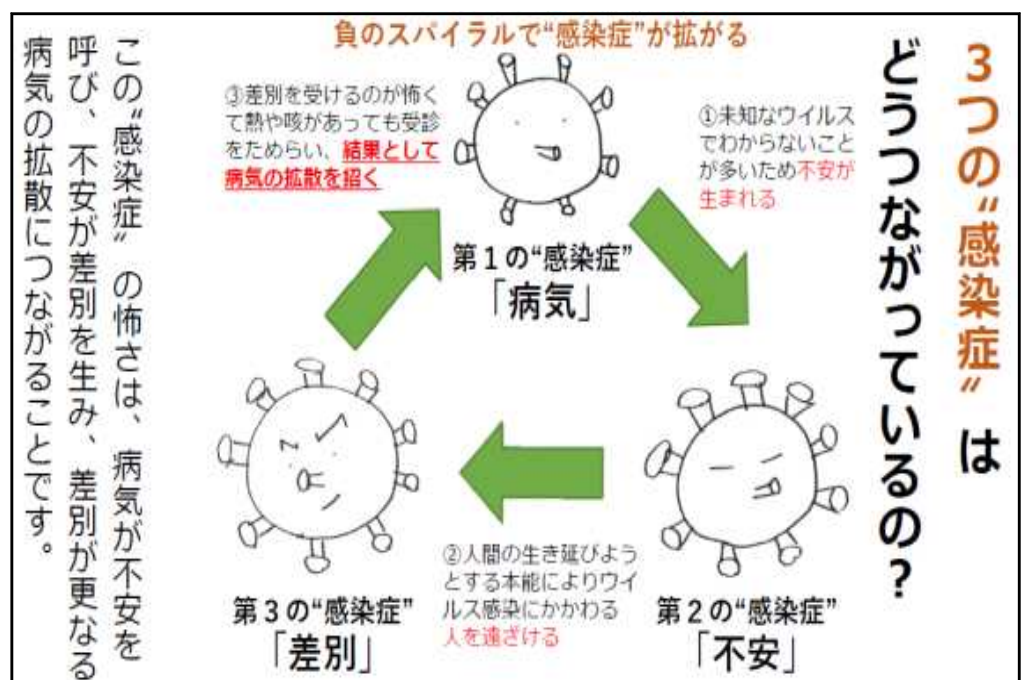 3つの“感染症”は
どうつながっているの？
負のスパイラルで“感染症”が拡がる
①未知なウイルス
でわからないこと
が多いため不安が
生まれる
③差別を受けるのが怖く
て熱や咳があっても受診
をためらい、結果として
病気の拡散を招く
第１の“感染症”
「病気」
第２の“感染症”
「不安」
②人間の生き延びよう
とする本能によりウイ
ルス感染にかかわる
人を遠ざける
第３の“感染症”
「差別」
この“感染症”の怖さは、病気が不安を
呼び、不安が差別を生み、差別が更なる
病気の拡散につながることです。